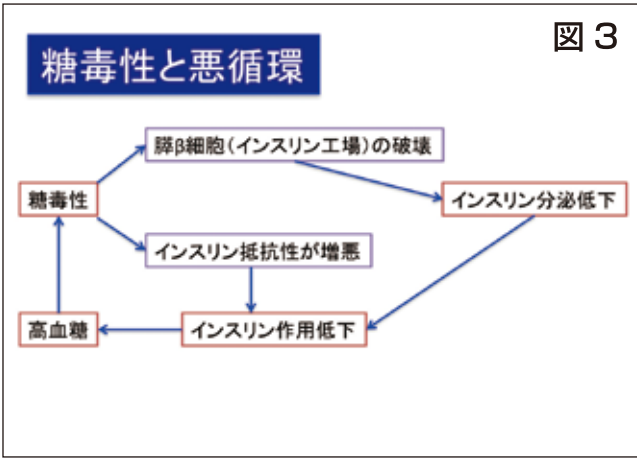 図3
糖毒性と悪循環
膵β細胞(インスリン工場)の破壊
糖毒性
インスリン分泌低下
インスリン抵抗性が増悪
高血糖
インスリン作用低下